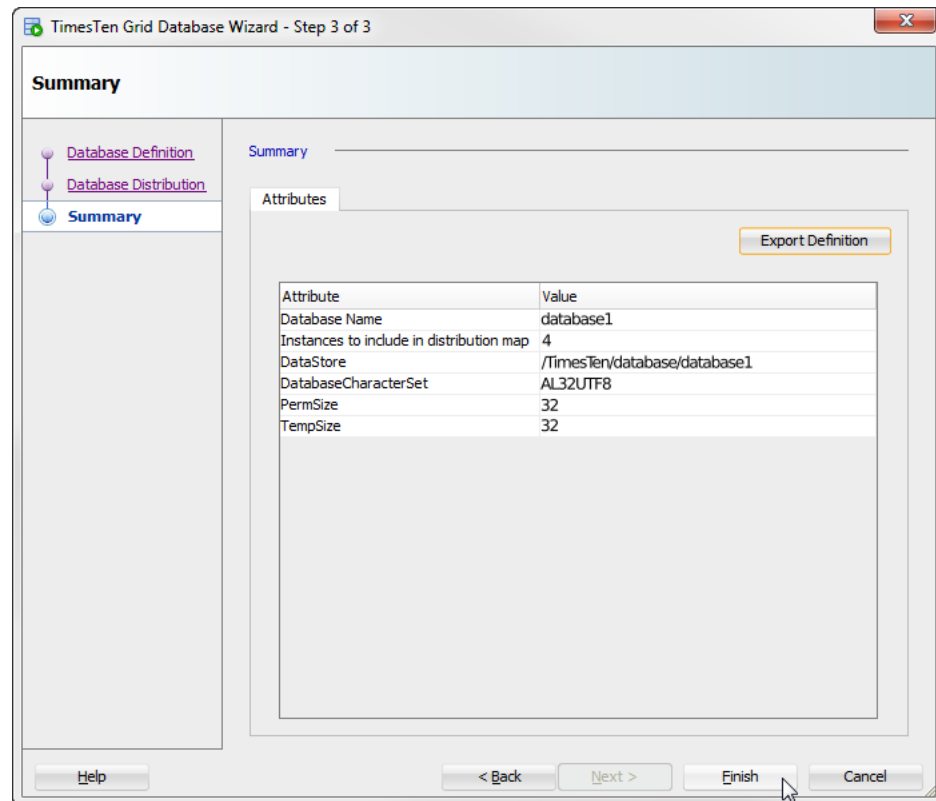 TimesTen Grid Database Wizard - Step 3 of 3
Summary
Database Definition
Database Distribution
Summary
Summary
Attributes
Export Definition
Attribute Value
Database Name database1
Instances to include in distribution map 4
DataStore /TimesTen/database/database1
DatabaseCharacterSet AL32UTF8
PermSize 32
TempSize 32
Help < Back Next > Finish Cancel